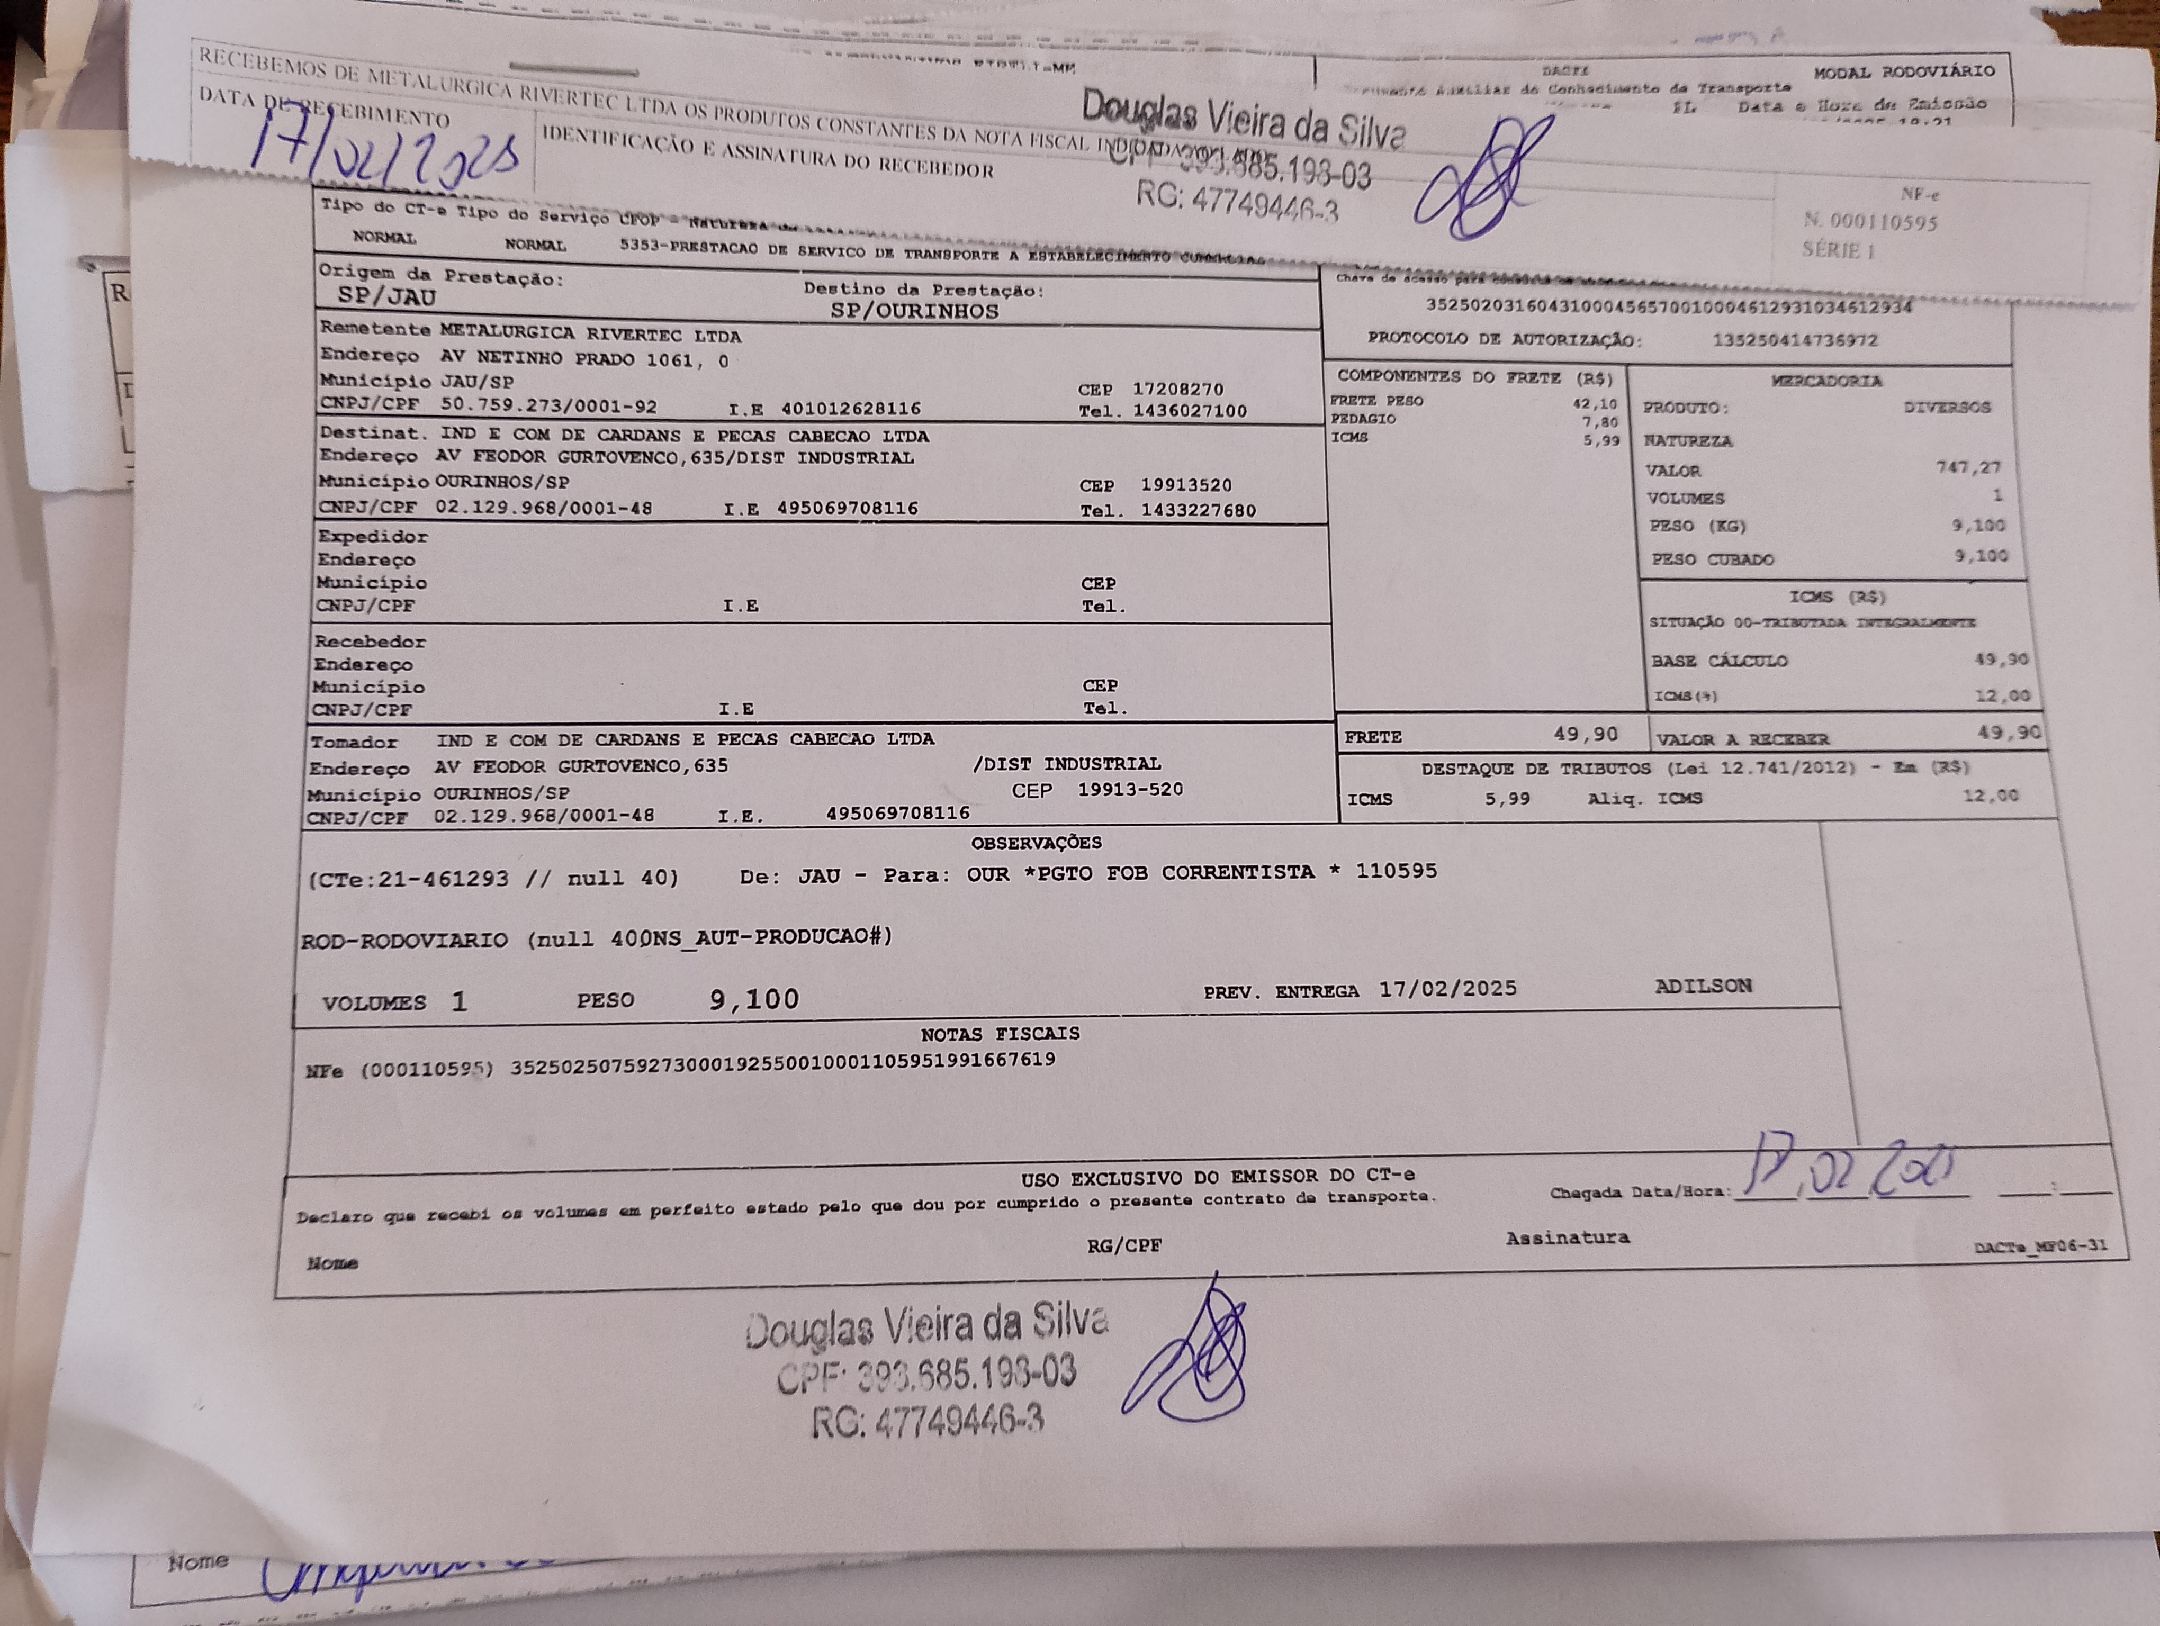 RECEBEMOS DE METALURGICA RIVERTEC LTDA OS PRODUTOS CONSTANTES DA NOTA FISCAL
DATA DE RECEBIMENTO
17/02/2025
IDENTIFICAÇÃO E ASSINATURA DO RECEBEDOR
Douglas Vieira da Silva
CPF 393.685.193-03
RG: 47749446-3
DACTE
MODAL RODOVIÁRIO
Auxiliar do Conhecimento de Transporte
FL Data e Hora de Emissão
NF-e
N. 000110595
SÉRIE 1
Tipo do CT-e Tipo do Serviço CFOP - Natureza
NORMAL NORMAL 5353-PRESTACAO DE SERVICO DE TRANSPORTE A ESTABELECIMENTO
Origem da Prestação:
SP/JAU
Destino da Prestação:
SP/OURINHOS
Chave de acesso para
35250203160431000456570010004612931034612934
PROTOCOLO DE AUTORIZAÇÃO: 135250414736972
Remetente METALURGICA RIVERTEC LTDA
Endereço AV NETINHO PRADO 1061, 0
Município JAU/SP CEP 17208270
CNPJ/CPF 50.759.273/0001-92 I.E 401012628116 Tel. 1436027100
Destinat. IND E COM DE CARDANS E PECAS CABECAO LTDA
Endereço AV FEODOR GURTOVENCO,635/DIST INDUSTRIAL
Município OURINHOS/SP CEP 19913520
CNPJ/CPF 02.129.968/0001-48 I.E 495069708116 Tel. 1433227680
Expedidor
Endereço
Município CEP
CNPJ/CPF I.E Tel.
Recebedor
Endereço
Município CEP
CNPJ/CPF I.E Tel.
Tomador IND E COM DE CARDANS E PECAS CABECAO LTDA
Endereço AV FEODOR GURTOVENCO,635 /DIST INDUSTRIAL
Município OURINHOS/SP CEP 19913-520
CNPJ/CPF 02.129.968/0001-48 I.E. 495069708116
COMPONENTES DO FRETE (R$)
FRETE PESO 42,10
PEDAGIO 7,80
ICMS 5,99
MERCADORIA
PRODUTO: DIVERSOS
NATUREZA
VALOR 747,27
VOLUMES 1
PESO (KG) 9,100
PESO CUBADO 9,100
ICMS (R$)
SITUAÇÃO 00-TRIBUTADA INTEGRALMENTE
BASE CÁLCULO 49,90
ICMS(%) 12,00
FRETE 49,90 VALOR A RECEBER 49,90
DESTAQUE DE TRIBUTOS (Lei 12.741/2012) - Em (R$)
ICMS 5,99 Aliq. ICMS 12,00
OBSERVAÇÕES
(CTe:21-461293 // null 40) De: JAU - Para: OUR *PGTO FOB CORRENTISTA * 110595
ROD-RODOVIARIO (null 400NS_AUT-PRODUCAO#)
VOLUMES 1 PESO 9,100 PREV. ENTREGA 17/02/2025 ADILSON
NOTAS FISCAIS
NFe (000110595) 35250250759273000192550010001105951991667619
USO EXCLUSIVO DO EMISSOR DO CT-e
Declaro que recebi os volumes em perfeito estado pelo que dou por cumprido o presente contrato de transporte.
Chegada Data/Hora: 17 02 2025 :
Nome RG/CPF Assinatura DACTe_MF06-31
Douglas Vieira da Silva
CPF: 393.685.193-03
RG: 47749446-3
Nome